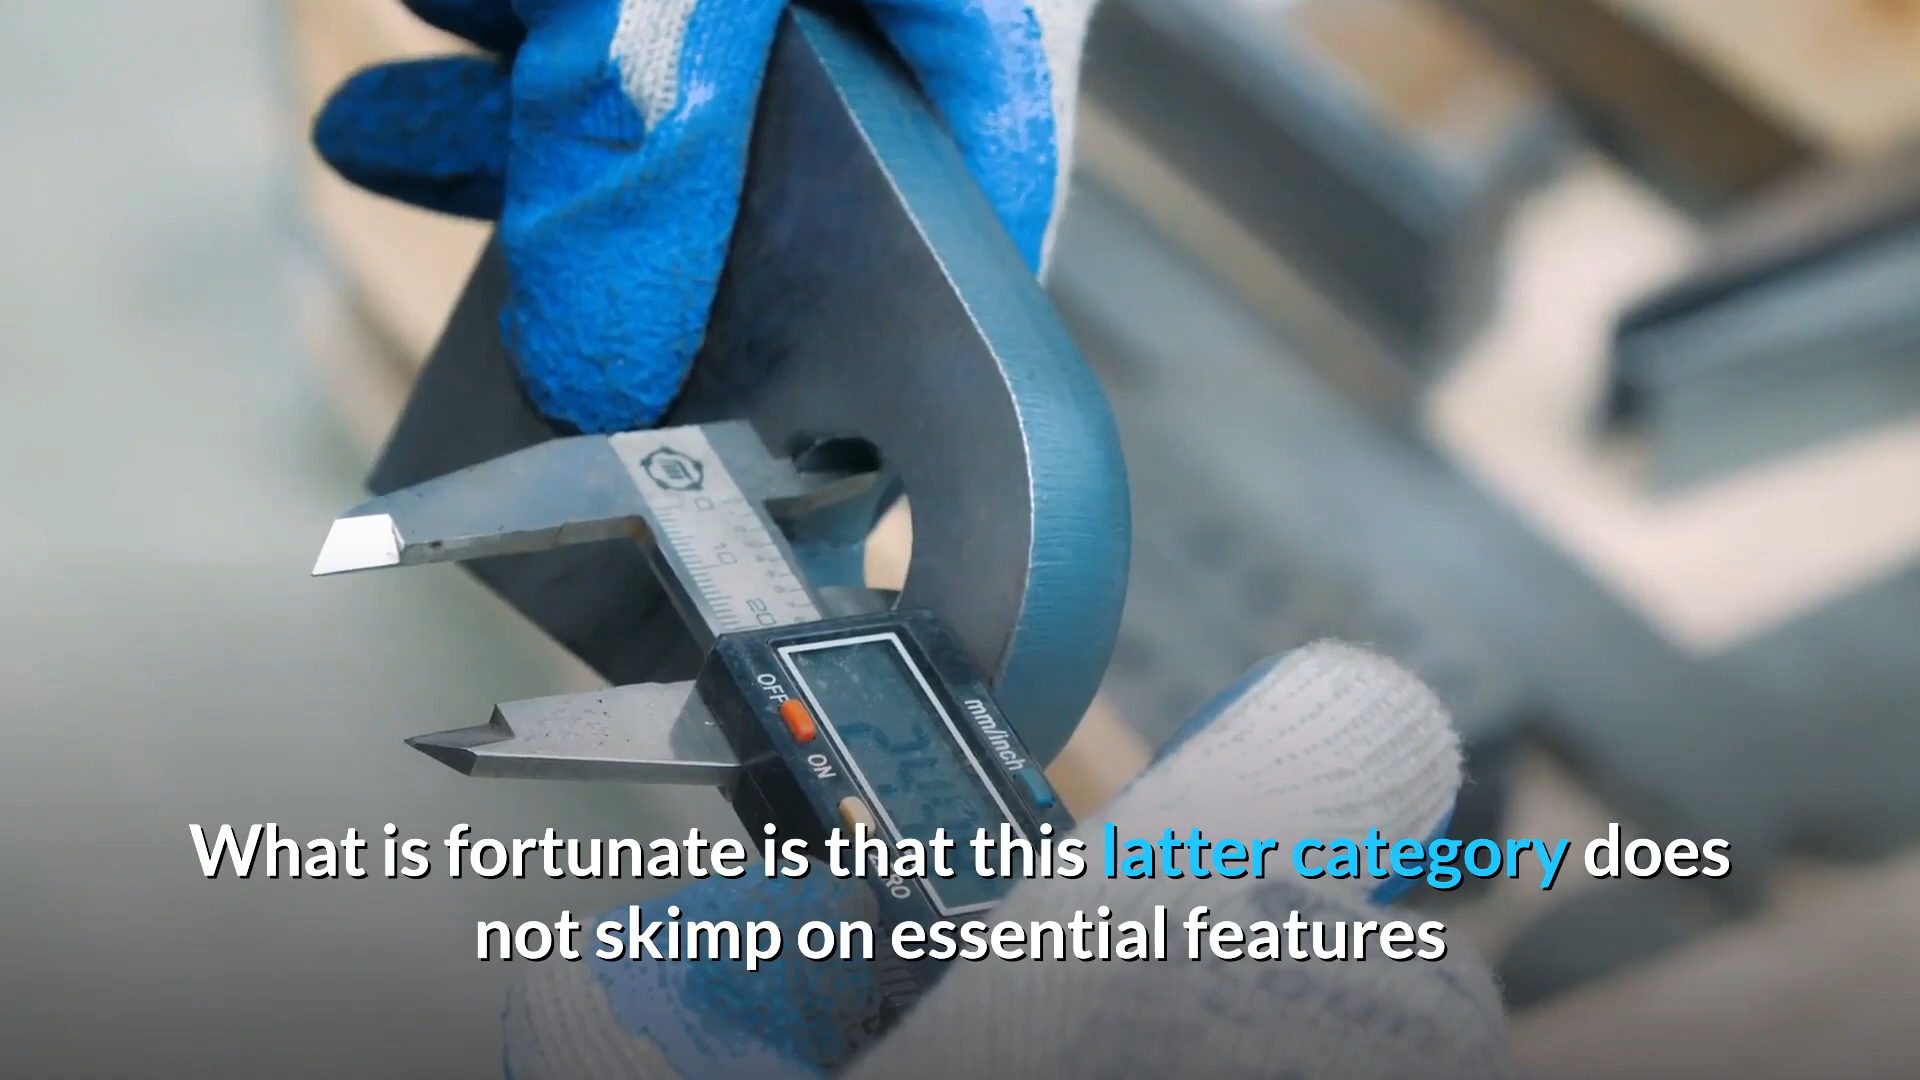 0
10
20
OFF
mm/inch
ON
What is fortunate is that this latter category does
not skimp on essential features